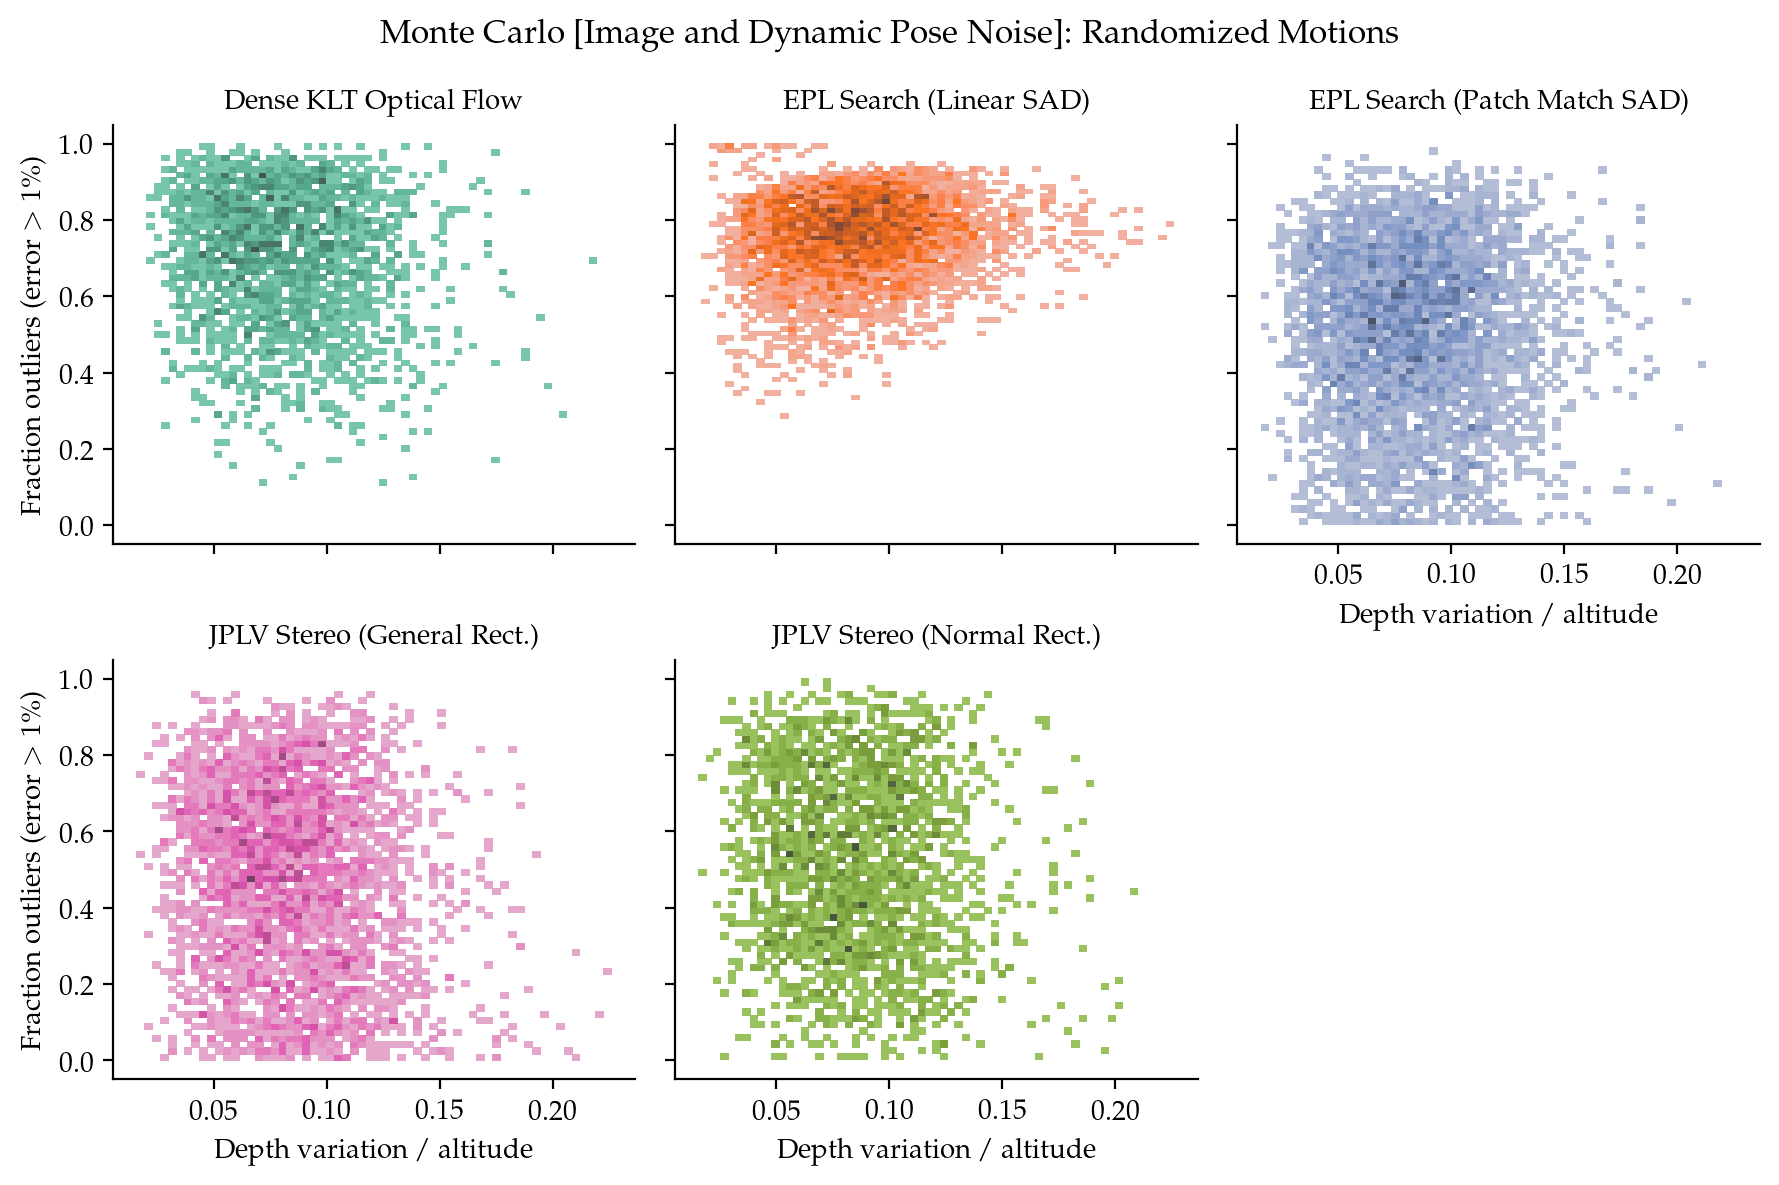 Monte Carlo [Image and Dynamic Pose Noise]: Randomized Motions
Dense KLT Optical Flow
EPL Search (Linear SAD)
EPL Search (Patch Match SAD)
Fraction outliers (error > 1%)
1.0
0.8
0.6
0.4
0.2
0.0
0.05 0.10 0.15 0.20
Depth variation / altitude
JPLV Stereo (General Rect.)
JPLV Stereo (Normal Rect.)
Fraction outliers (error > 1%)
1.0
0.8
0.6
0.4
0.2
0.0
0.05 0.10 0.15 0.20
Depth variation / altitude
0.05 0.10 0.15 0.20
Depth variation / altitude